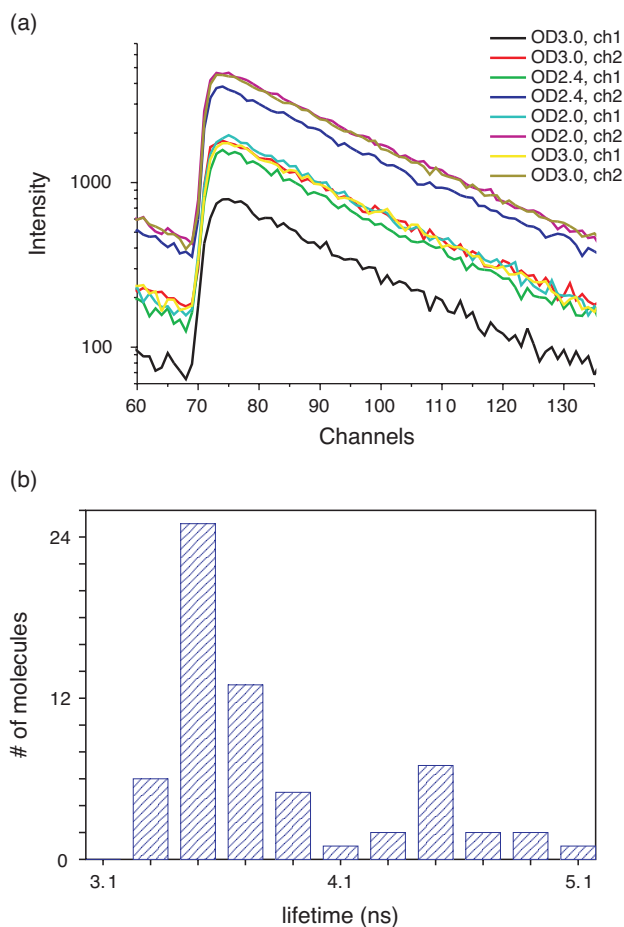 (a)
OD3.0, ch1
OD3.0, ch2
OD2.4, ch1
OD2.4, ch2
OD2.0, ch1
OD2.0, ch2
OD3.0, ch1
OD3.0, ch2
1000
100
Intensity
60 70 80 90 100 110 120 130
Channels
(b)
24
12
0
# of molecules
3.1 4.1 5.1
lifetime (ns)